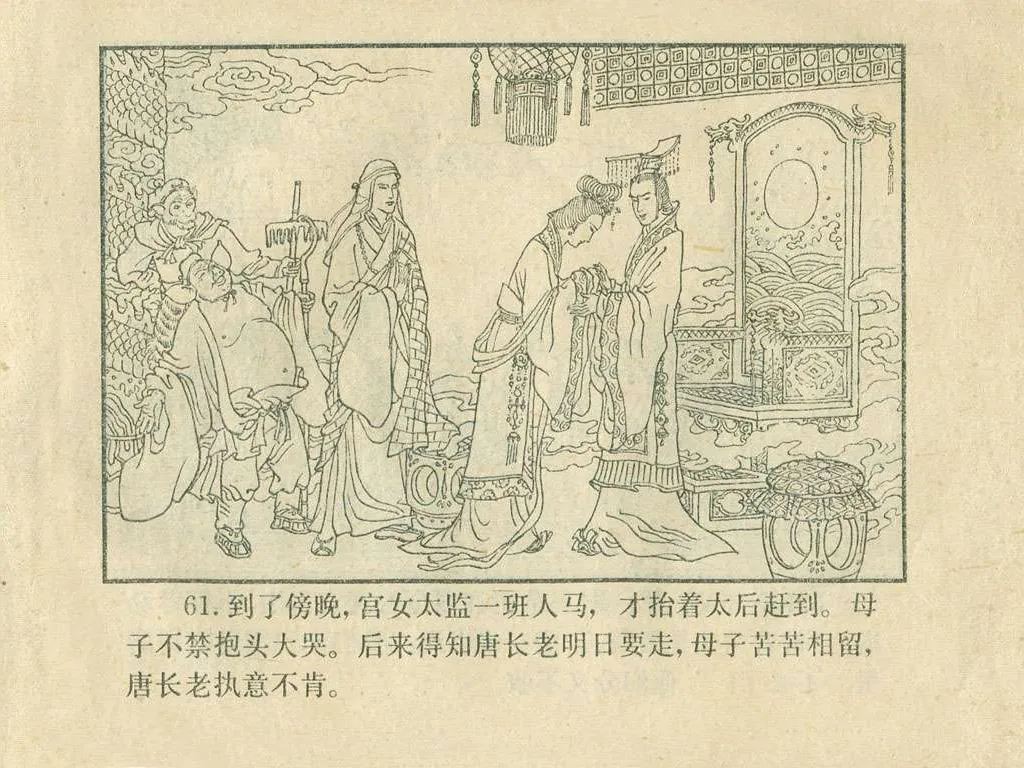 61. 到了傍晚，宫女太监一班人马，才抬着太后赶到。母
子不禁抱头大哭。后来得知唐长老明日要走，母子苦苦相留，
唐长老执意不肯。